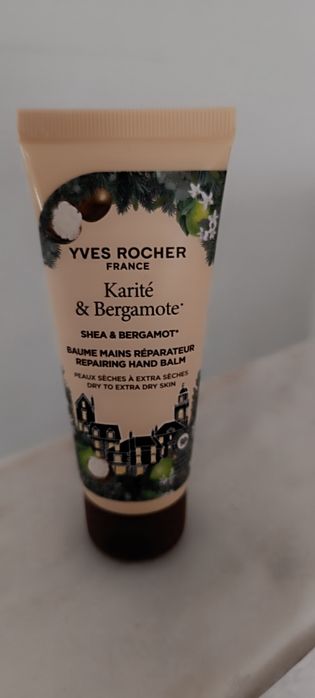 YVES ROCHER
FRANCE
Karité
& Bergamote*
SHEA & BERGAMOT*
BAUME MAINS RÉPARATEUR
REPAIRING HAND BALM
PEAUX SÈCHES À EXTRA SÈCHES
DRY TO EXTRA DRY SKIN